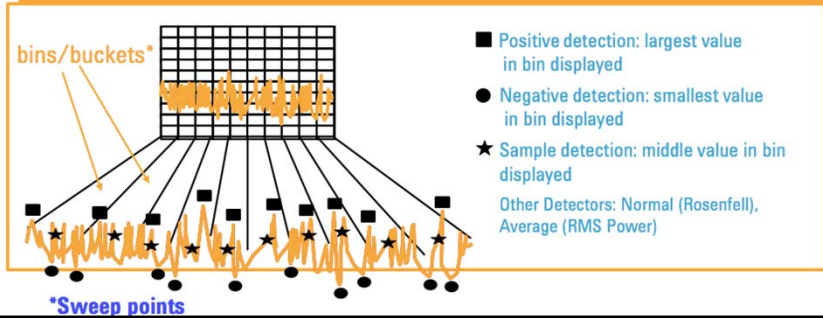 bins/buckets*
Positive detection: largest value
in bin displayed
Negative detection: smallest value
in bin displayed
Sample detection: middle value in bin
displayed
Other Detectors: Normal (Rosenfell),
Average (RMS Power)
*Sweep points